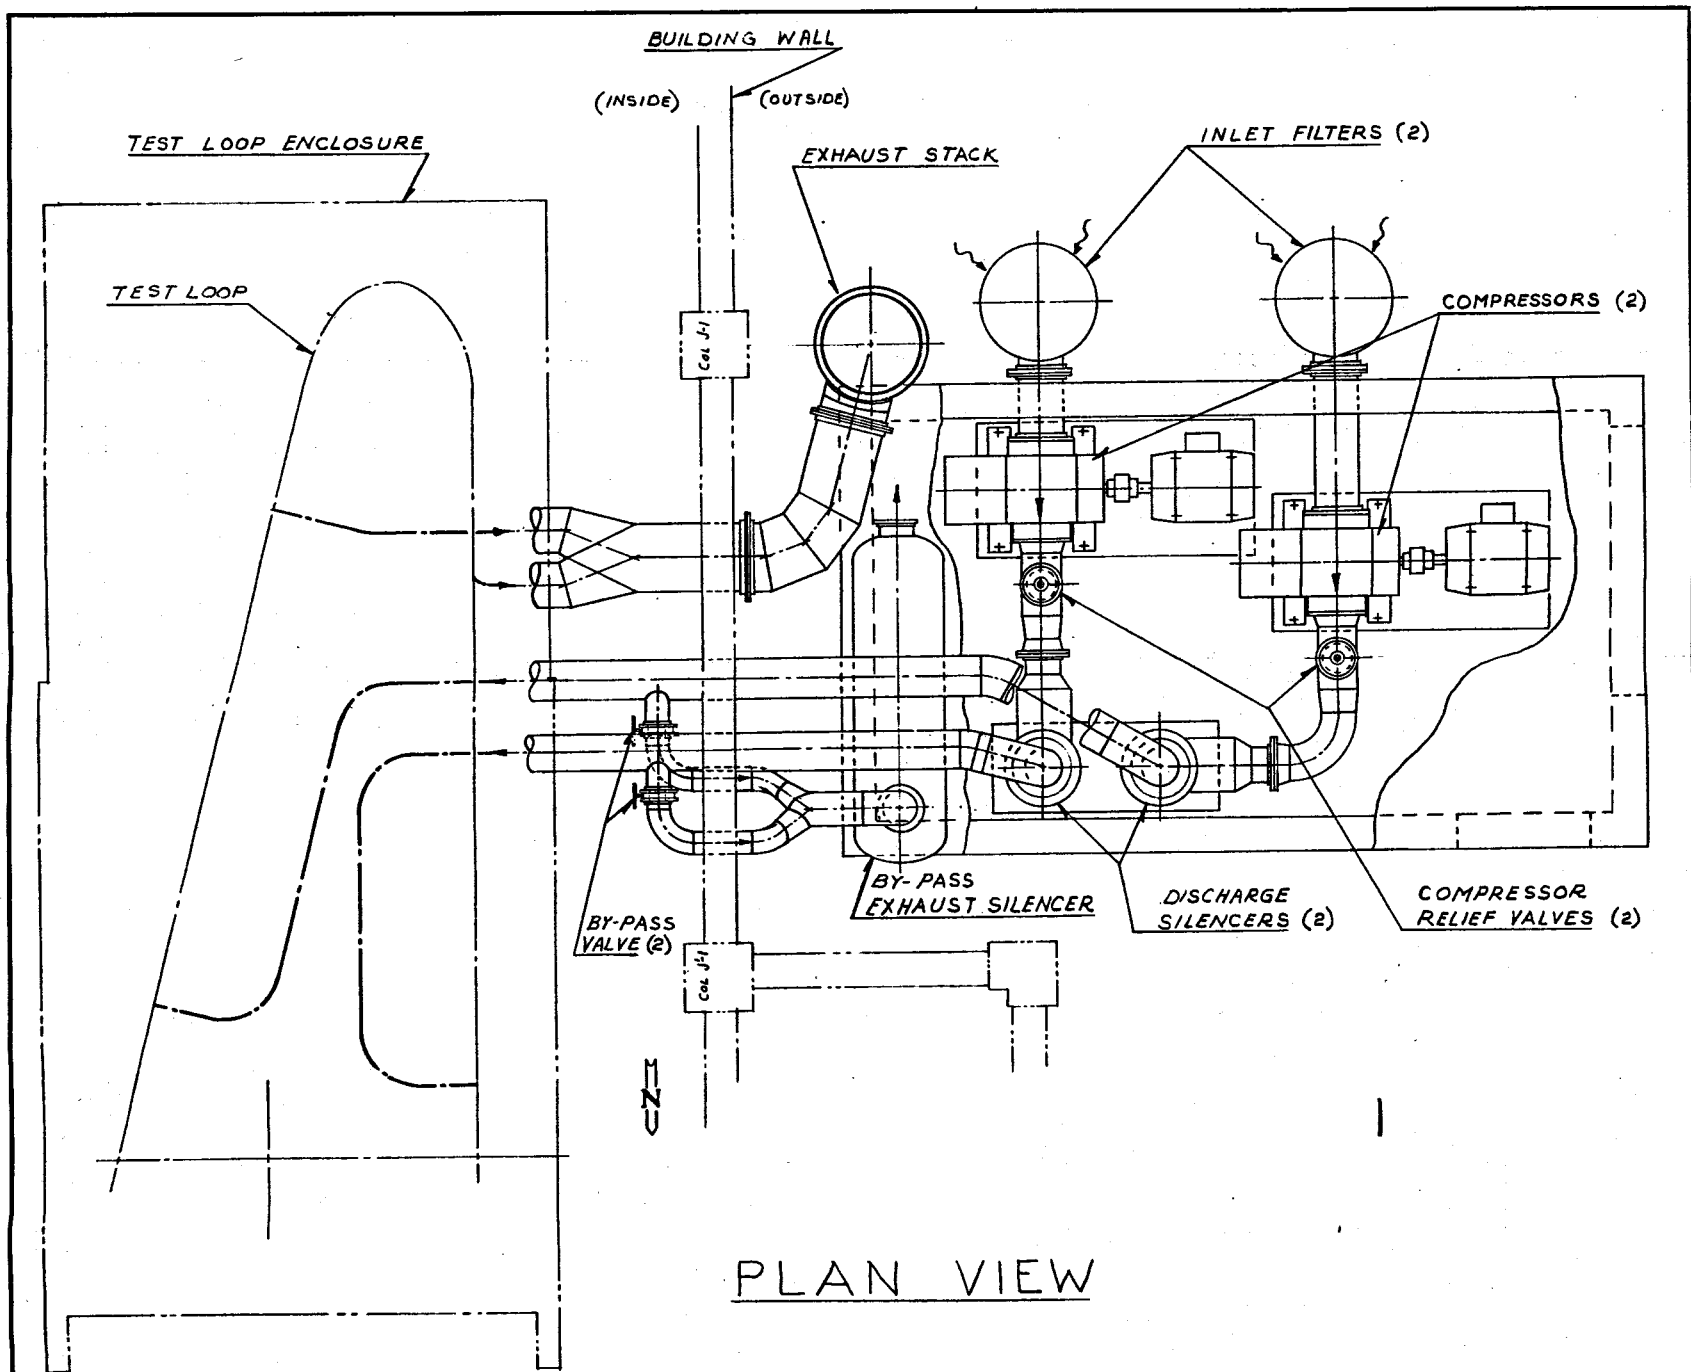 BUILDING WALL
(INSIDE)
(OUTSIDE)
TEST LOOP ENCLOSURE
EXHAUST STACK
INLET FILTERS (2)
TEST LOOP
COL J-1
COMPRESSORS (2)
BY-PASS
VALVE (2)
BY-PASS
EXHAUST SILENCER
DISCHARGE
SILENCERS (2)
COMPRESSOR
RELIEF VALVES (2)
COL J-1
N
PLAN VIEW